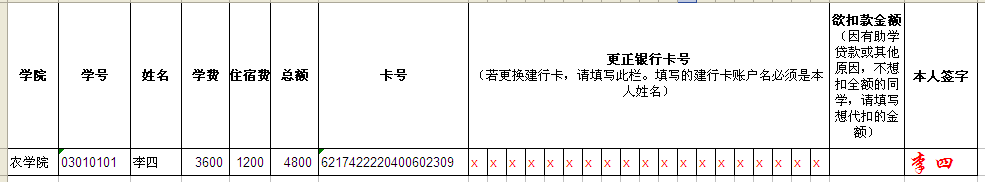 学院 学号 姓名 学费 住宿费 总额 卡号 更正银行卡号
（若更换建行卡，请填写此栏。填写的建行卡账户名必须是本
人姓名）
欲扣款金额
（因有助学
贷款或其他
原因，不想
扣全额的同
学，请填写
想代扣的金
额）
本人签字
农学院 03010101 李四 3600 1200 4800 6217422220400602309 x x x x x x x x x x x x x x x x x x x 李四